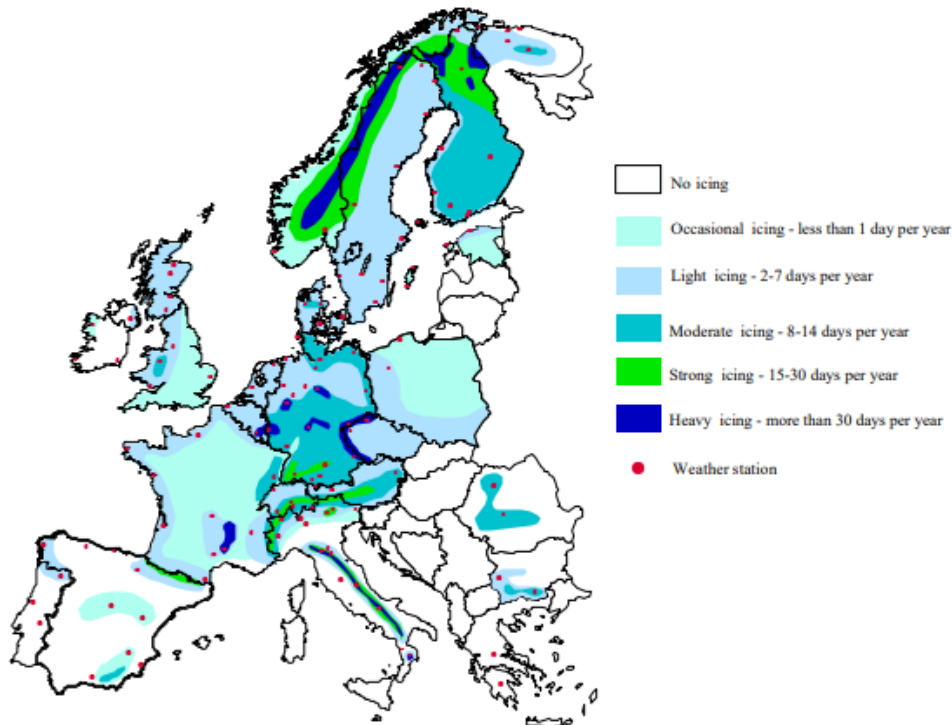 No icing
Occasional icing - less than 1 day per year
Light icing - 2-7 days per year
Moderate icing - 8-14 days per year
Strong icing - 15-30 days per year
Heavy icing - more than 30 days per year
Weather station